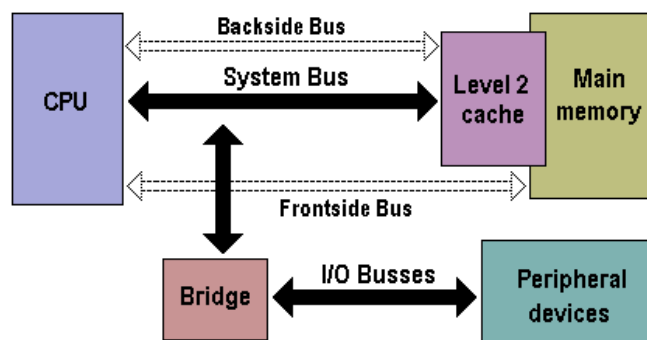 Backside Bus
System Bus
CPU
Level 2
cache
Main
memory
Frontside Bus
I/O Busses
Bridge
Peripheral
devices